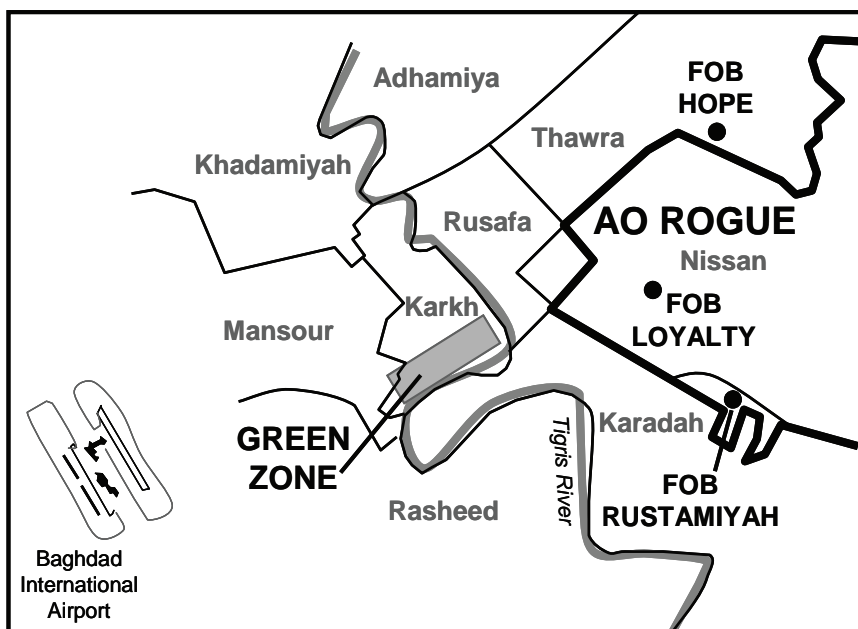 Adhamiya
FOB
HOPE
Thawra
Khadamiyah
Rusafa
AO ROGUE
Nissan
Karkh
FOB
LOYALTY
Mansour
Karadah
GREEN
ZONE
Tigris River
FOB
RUSTAMIYAH
Rasheed
Baghdad
International
Airport